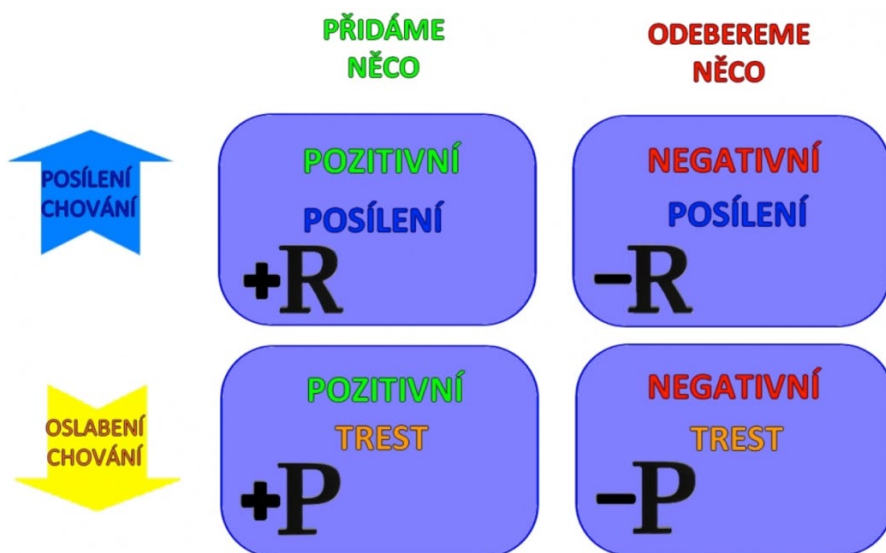 PŘIDÁME
NĚCO
ODEBEREME
NĚCO
POSÍLENÍ
CHOVÁNÍ
POZITIVNÍ
POSÍLENÍ
+R
NEGATIVNÍ
POSÍLENÍ
−R
OSLABENÍ
CHOVÁNÍ
POZITIVNÍ
TREST
+P
NEGATIVNÍ
TREST
−P